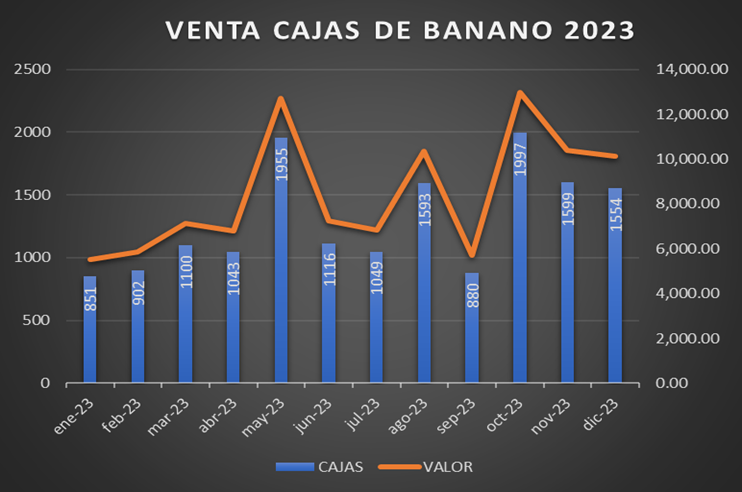 VENTA CAJAS DE BANANO 2023
2500
2000
1500
1000
500
0
14,000.00
12,000.00
10,000.00
8,000.00
6,000.00
4,000.00
2,000.00
0.00
851
902
1100
1043
1955
1116
1049
1593
880
1997
1599
1554
ene-23
feb-23
mar-23
abr-23
may-23
jun-23
jul-23
ago-23
sep-23
oct-23
nov-23
dic-23
CAJAS
VALOR